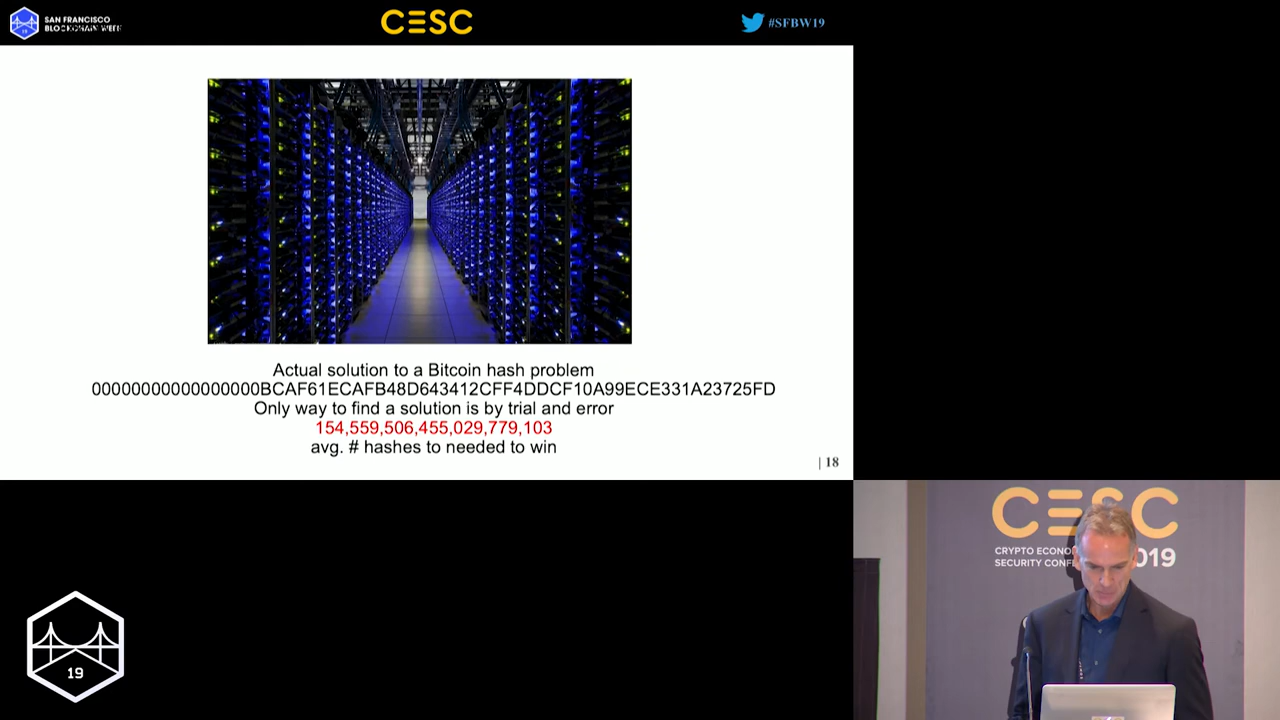 SAN FRANCISCO
BLOCKCHAIN WEEK
19
CESC
#SFBW19
Actual solution to a Bitcoin hash problem
00000000000000000BCAF61ECAFB48D643412CFF4DDCF10A99ECE331A23725FD
Only way to find a solution is by trial and error
154,559,506,455,029,779,103
avg. # hashes to needed to win
| 18
CESC
CRYPTO ECONO
SECURITY CONF
019
19